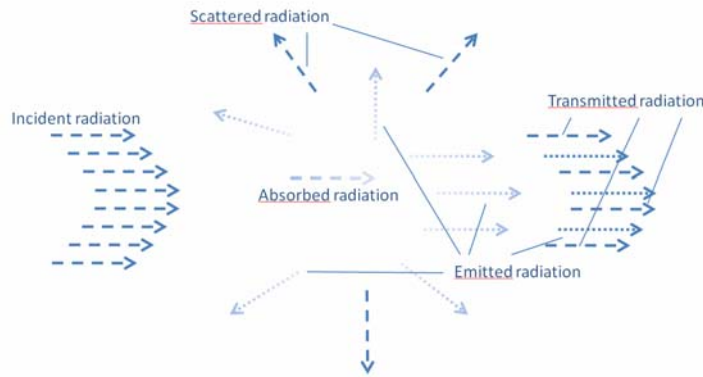 Scattered radiation
Transmitted radiation
Incident radiation
Absorbed radiation
Emitted radiation